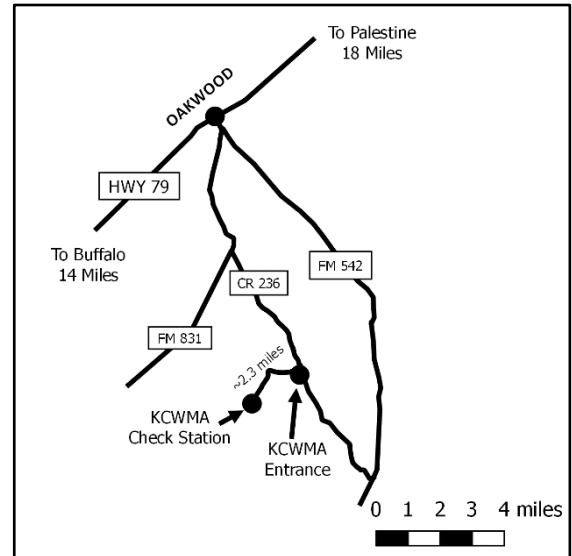 To Palestine
18 Miles
OAKWOOD
HWY 79
To Buffalo
14 Miles
CR 236
FM 542
FM 831
~2.3 miles
KCWMA
Check Station
KCWMA
Entrance
0 1 2 3 4 miles